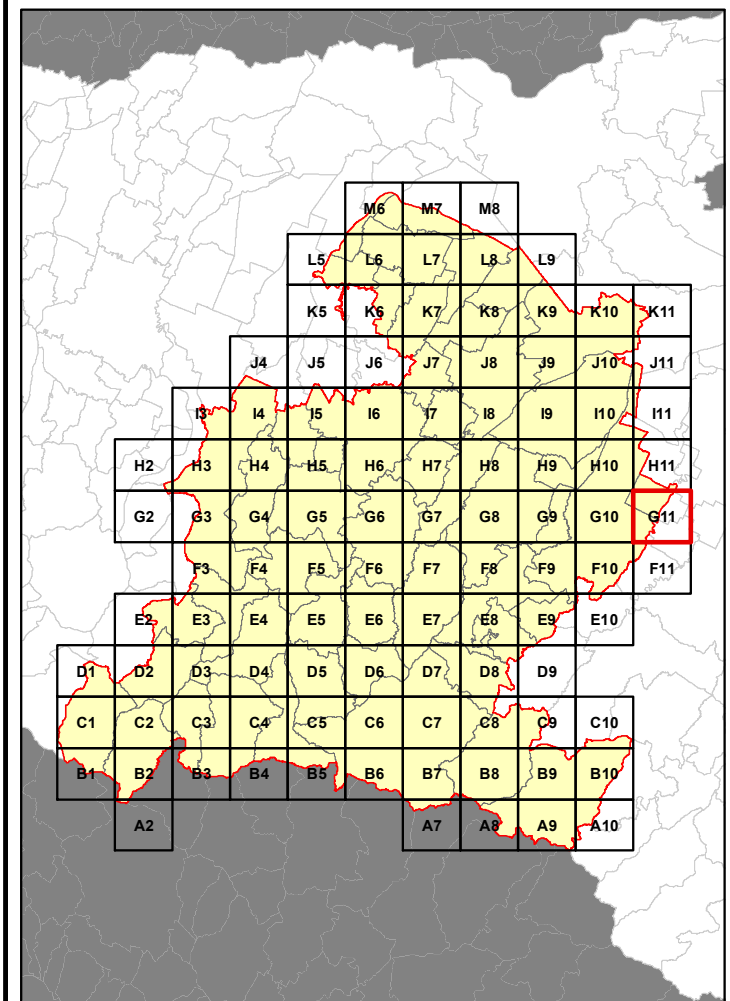 M6 M7 M8
L5 L6 L7 L8 L9
K5 K6 K7 K8 K9 K10 K11
J4 J5 J6 J7 J8 J9 J10 J11
I3 I4 I5 I6 I7 I8 I9 I10 I11
H2 H3 H4 H5 H6 H7 H8 H9 H10 H11
G2 G3 G4 G5 G6 G7 G8 G9 G10 G11
F3 F4 F5 F6 F7 F8 F9 F10 F11
E2 E3 E4 E5 E6 E7 E8 E9 E10
D1 D2 D3 D4 D5 D6 D7 D8 D9
C1 C2 C3 C4 C5 C6 C7 C8 C9 C10
B1 B2 B3 B4 B5 B6 B7 B8 B9 B10
A2 A7 A8 A9 A10